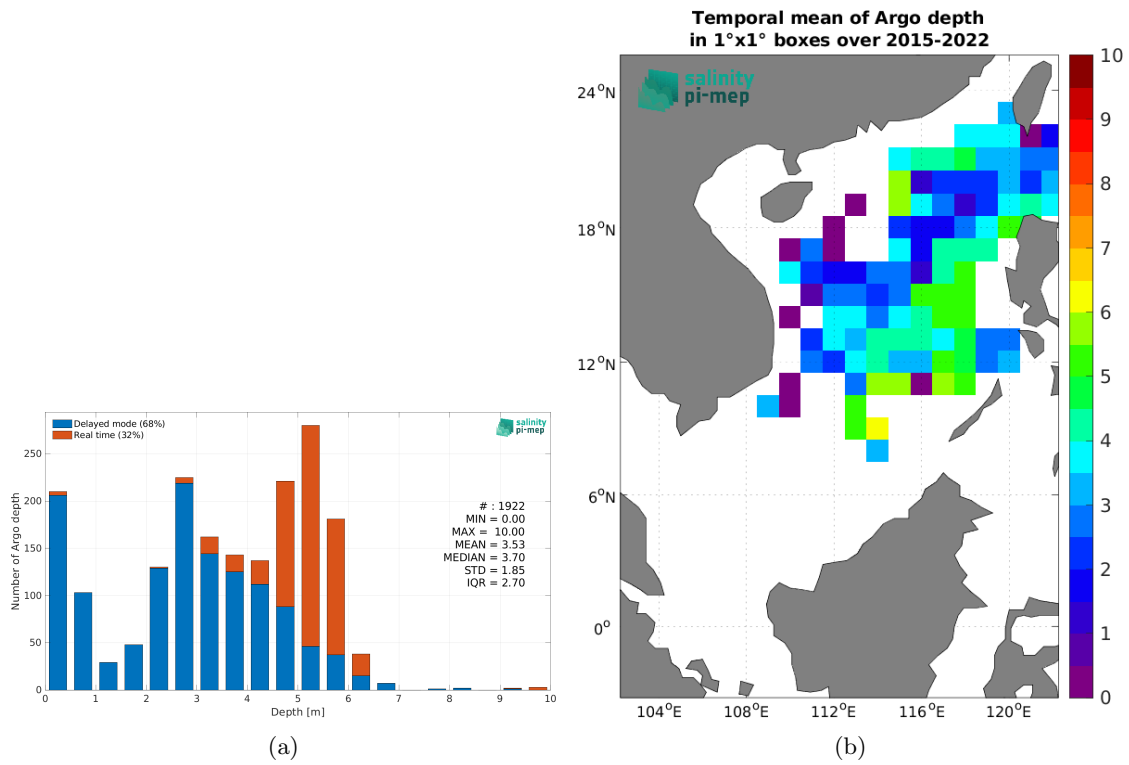 Delayed mode (68%)
Real time (32%)
salinity
pi-mep
250
200
150
100
50
0
Number of Argo depth
# : 1922
MIN = 0.00
MAX = 10.00
MEAN = 3.53
MEDIAN = 3.70
STD = 1.85
IQR = 2.70
0 1 2 3 4 5 6 7 8 9 10
Depth [m]
(a)
Temporal mean of Argo depth
in 1°x1° boxes over 2015-2022
salinity
pi-mep
24°N
18°N
12°N
6°N
0°
104°E 108°E 112°E 116°E 120°E
10
9
8
7
6
5
4
3
2
1
0
(b)